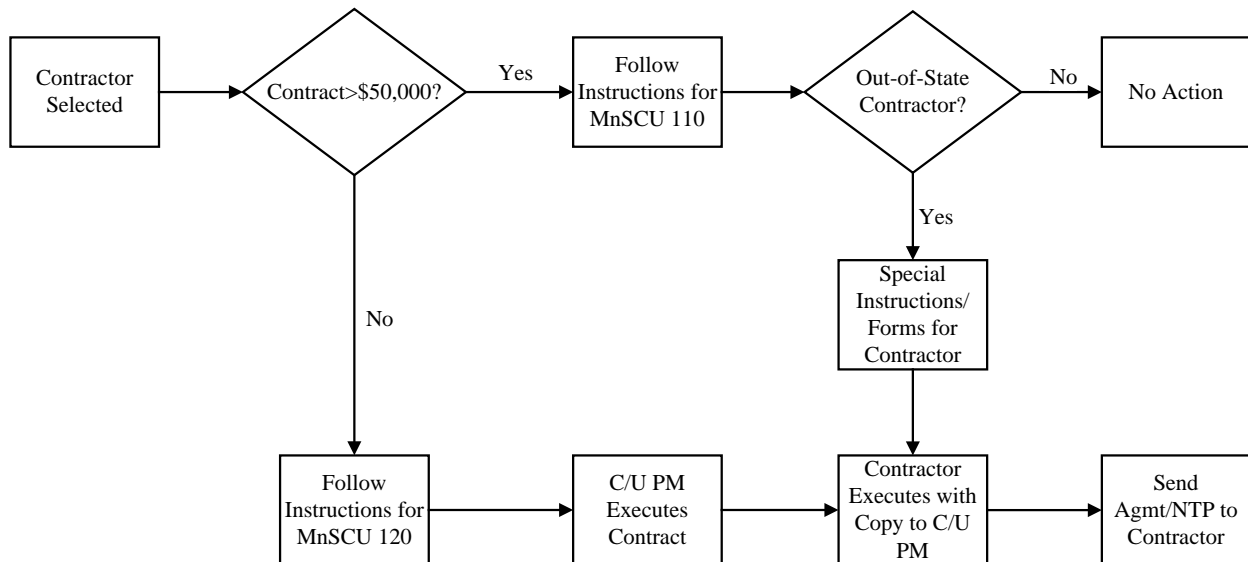 Contractor
Selected
Contract>$50,000?
Yes
Follow
Instructions for
MnSCU 110
Out-of-State
Contractor?
No
No Action
Yes
Special
Instructions/
Forms for
Contractor
No
Follow
Instructions for
MnSCU 120
C/U PM
Executes
Contract
Contractor
Executes with
Copy to C/U
PM
Send
Agmt/NTP to
Contractor